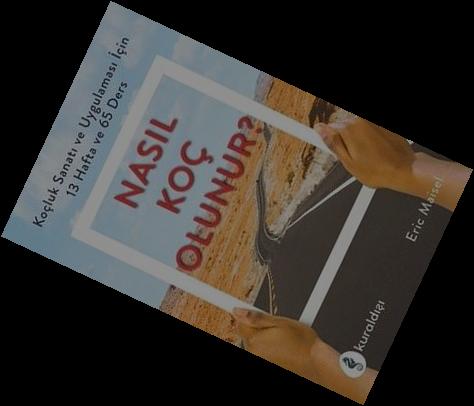 Koçluk Sanatı ve Uygulaması İçin
13 Hafta ve 65 Ders
NASIL
KOÇ
OLUNUR?
Eric Maisel
kuraldışı